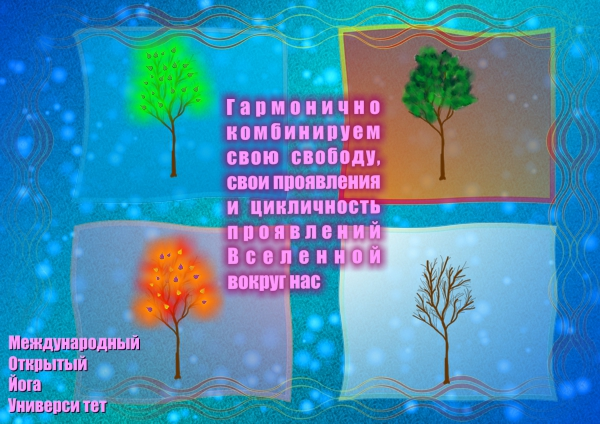 Гармонично
комбинируем
свою свободу,
свои проявления
и цикличность
проявлений
Вселенной
вокруг нас
Международный
Открытый
Йога
Универси тет